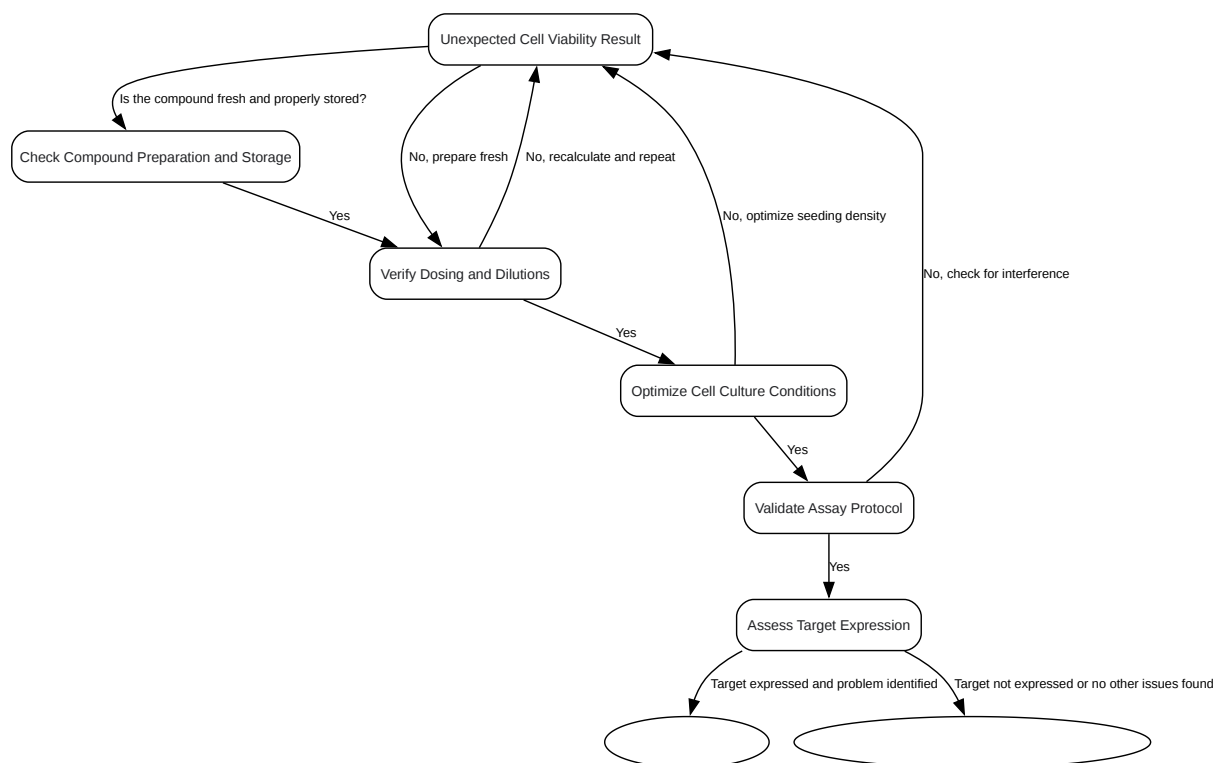 Unexpected Cell Viability Result
Is the compound fresh and properly stored?
Check Compound Preparation and Storage
No, prepare fresh
No, recalculate and repeat
Yes
No, optimize seeding density
Verify Dosing and Dilutions
No, check for interference
Yes
Optimize Cell Culture Conditions
Yes
Validate Assay Protocol
Yes
Assess Target Expression
Target expressed and problem identified
Target not expressed or no other issues found